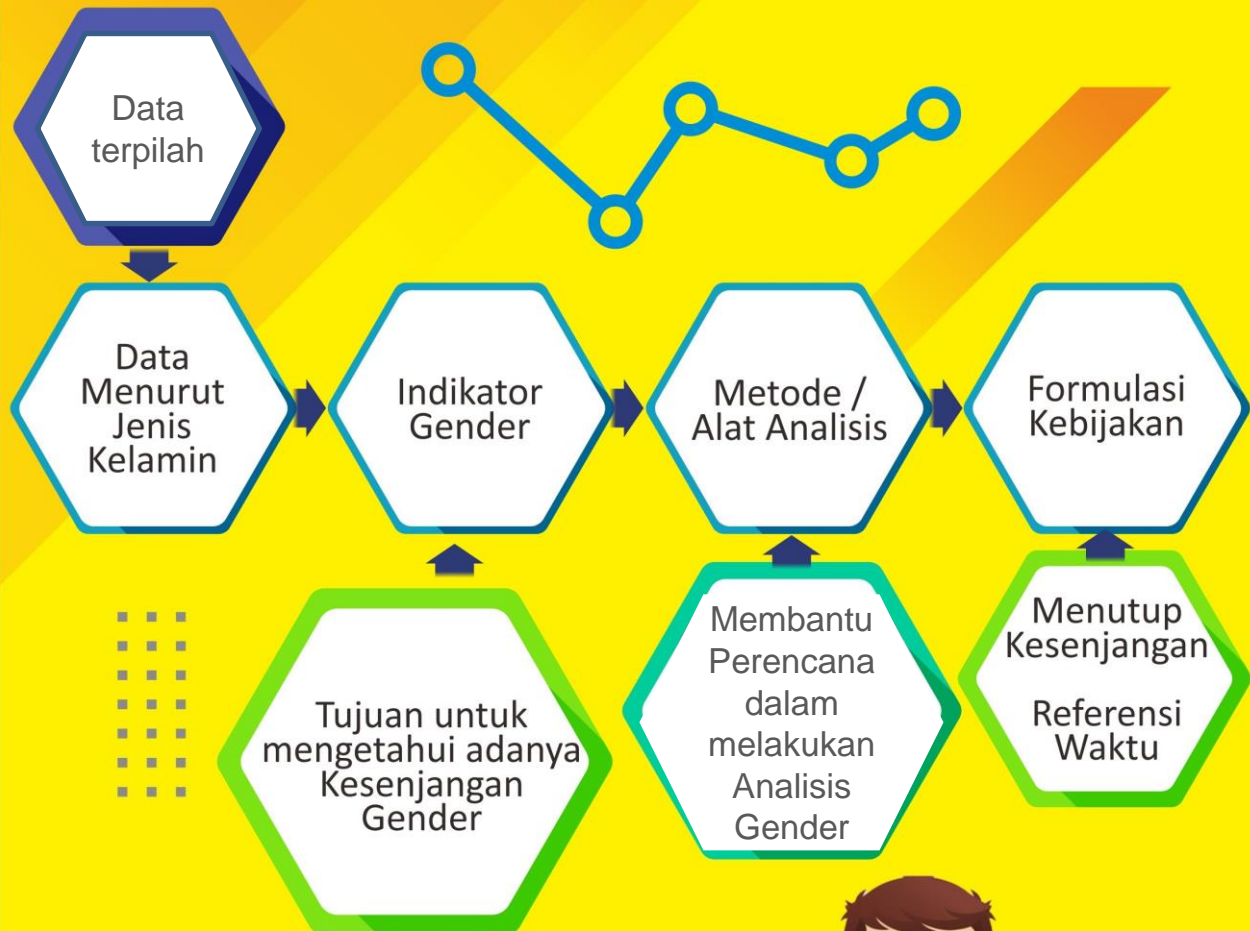 Data
terpilah
Data
Menurut
Jenis
Kelamin
Indikator
Gender
Metode /
Alat Analisis
Formulasi
Kebijakan
Tujuan untuk
mengetahui adanya
Kesenjangan
Gender
Membantu
Perencana
dalam
melakukan
Analisis
Gender
Menutup
Kesenjangan
Referensi
Waktu